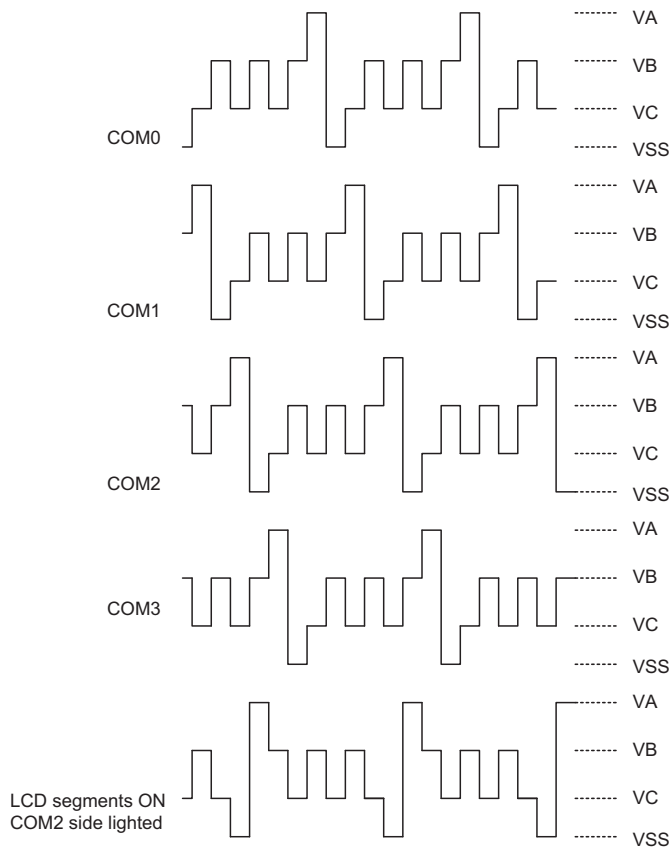 VA
VB
VC
COM0
VSS
VA
VB
VC
COM1
VSS
VA
VB
VC
COM2
VSS
VA
VB
COM3
VC
VSS
VA
VB
LCD segments ON
VC
COM2 side lighted
VSS